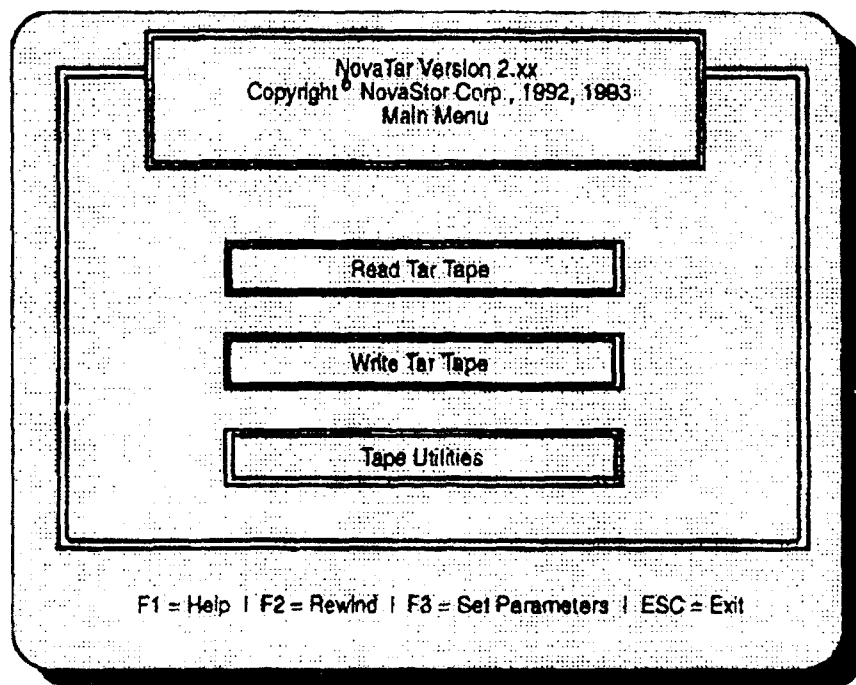 NovaTar Version 2.xx
Copyright © NovaStor Corp., 1992, 1993
Main Menu
Read Tar Tape
Write Tar Tape
Tape Utilities
F1 = Help | F2 = Rewind | F3 = Set Parameters | ESC = Exit